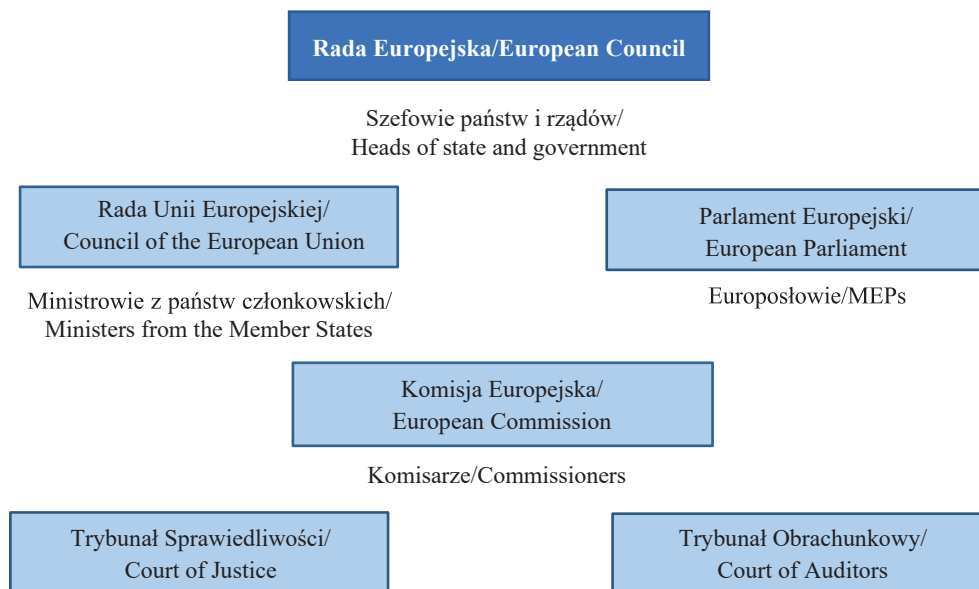 Rada Europejska/European Council
Szefowie państw i rządów/
Heads of state and government
Rada Unii Europejskiej/
Council of the European Union
Parlament Europejski/
European Parliament
Ministrowie z państw członkowskich/
Ministers from the Member States
Europosłowie/MEPs
Komisja Europejska/
European Commission
Komisarze/Commissioners
Trybunał Sprawiedliwości/
Court of Justice
Trybunał Obrachunkowy/
Court of Auditors